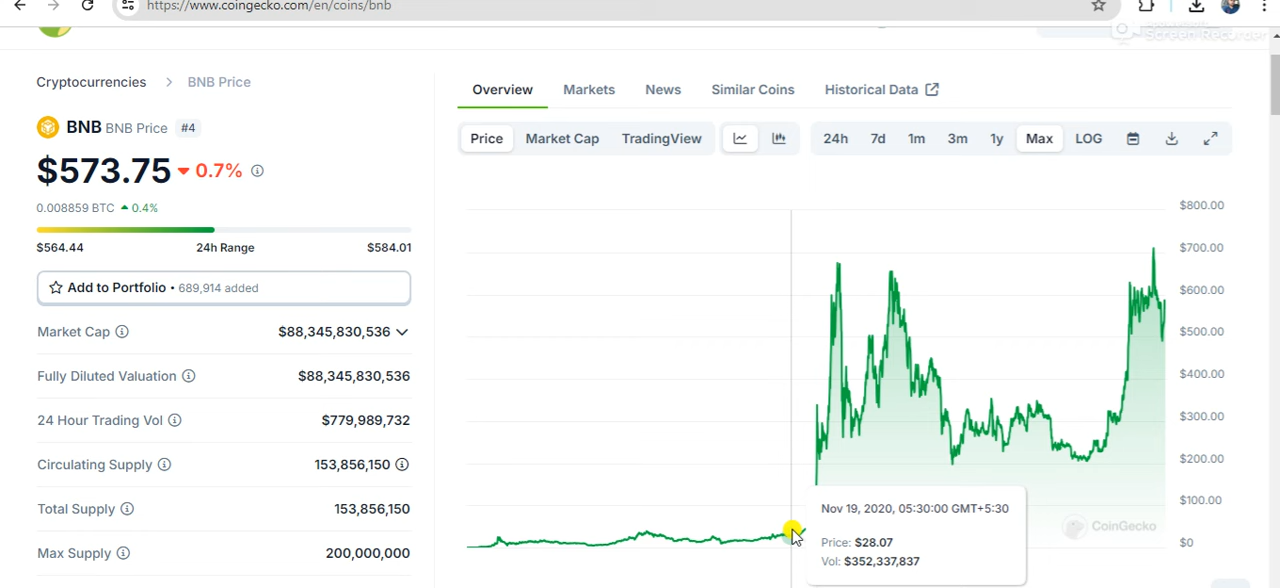 https://www.coingecko.com/en/coins/bnb
Screen Recorder
Cryptocurrencies > BNB Price
Overview Markets News Similar Coins Historical Data
BNB BNB Price #4
Price Market Cap TradingView 24h 7d 1m 3m 1y Max LOG
$573.75 0.7%
0.008859 BTC 0.4%
$564.44 24h Range $584.01
Add to Portfolio • 689,914 added
Market Cap $88,345,830,536
Fully Diluted Valuation $88,345,830,536
24 Hour Trading Vol $779,989,732
Circulating Supply 153,856,150
Total Supply 153,856,150
Max Supply 200,000,000
$800.00
$700.00
$600.00
$500.00
$400.00
$300.00
$200.00
$100.00
$0
Nov 19, 2020, 05:30:00 GMT+5:30
Price: $28.07
Vol: $352,337,837
CoinGecko